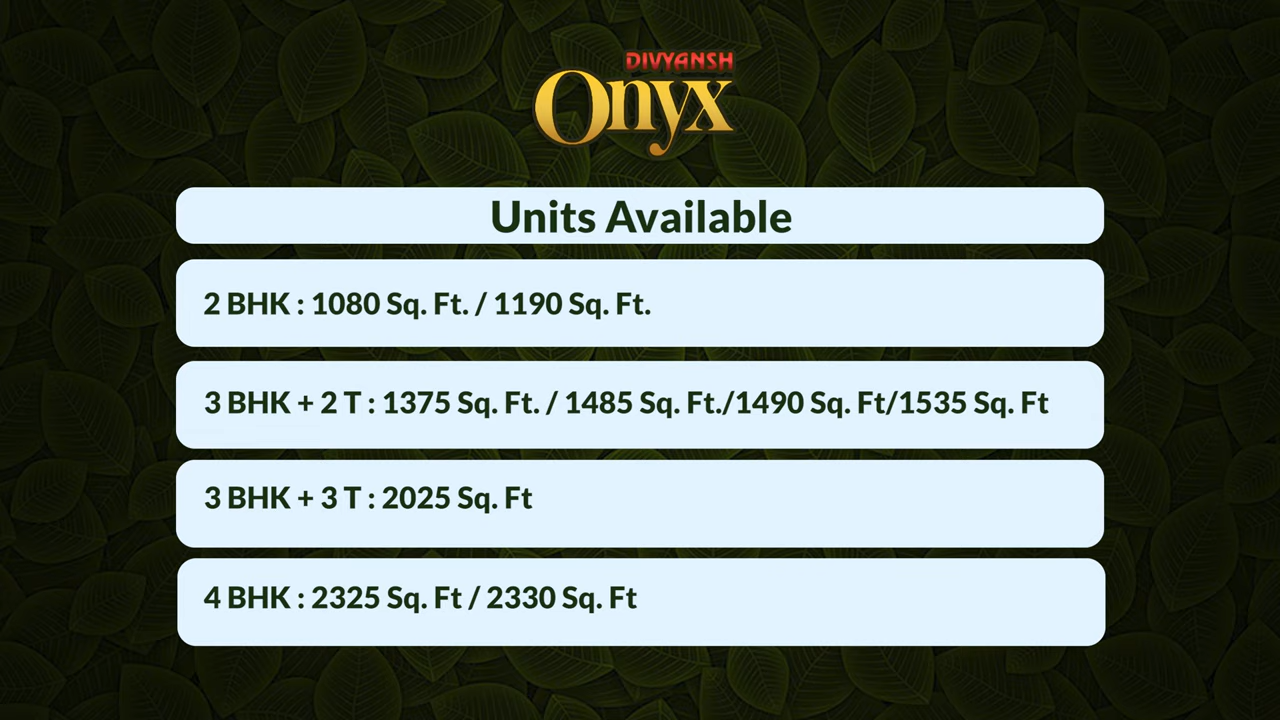 DIVYANSH
Onyx
Units Available
2 BHK : 1080 Sq. Ft. / 1190 Sq. Ft.
3 BHK + 2 T : 1375 Sq. Ft. / 1485 Sq. Ft./1490 Sq. Ft/1535 Sq. Ft
3 BHK + 3 T : 2025 Sq. Ft
4 BHK : 2325 Sq. Ft / 2330 Sq. Ft